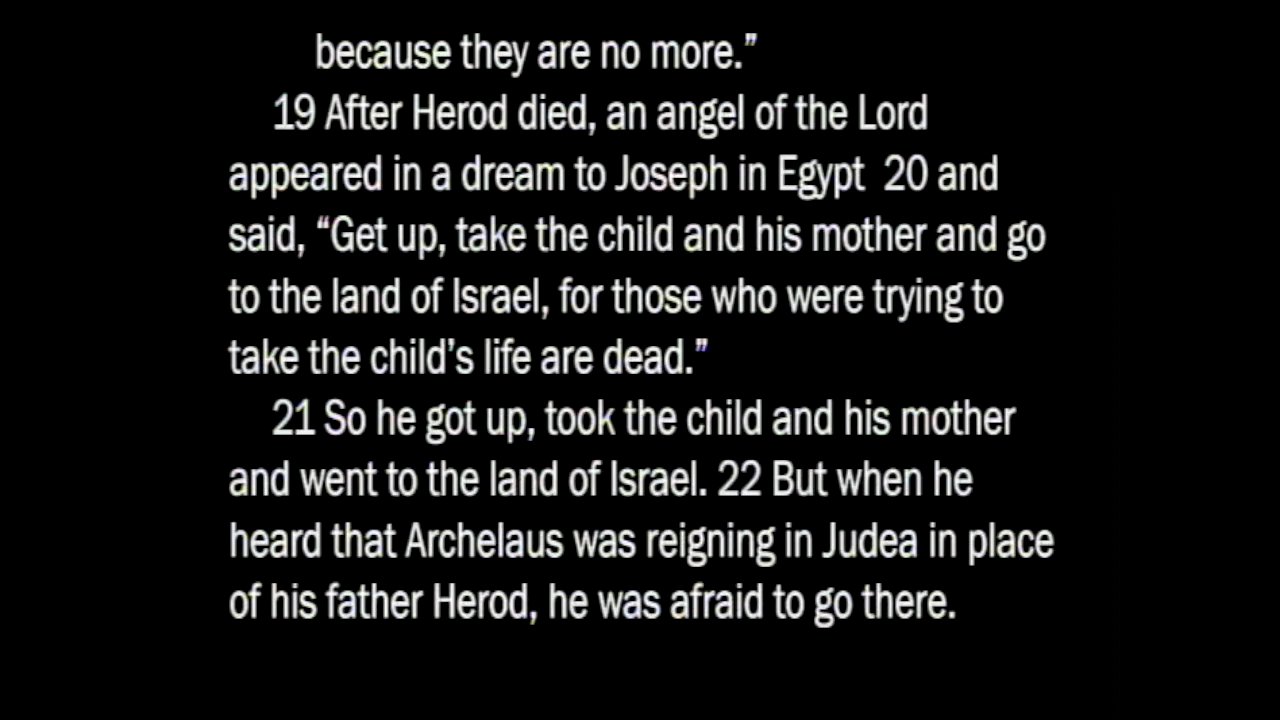 because they are no more.”
19 After Herod died, an angel of the Lord
appeared in a dream to Joseph in Egypt  20 and
said, “Get up, take the child and his mother and go
to the land of Israel, for those who were trying to
take the child’s life are dead.”
21 So he got up, took the child and his mother
and went to the land of Israel. 22 But when he
heard that Archelaus was reigning in Judea in place
of his father Herod, he was afraid to go there.